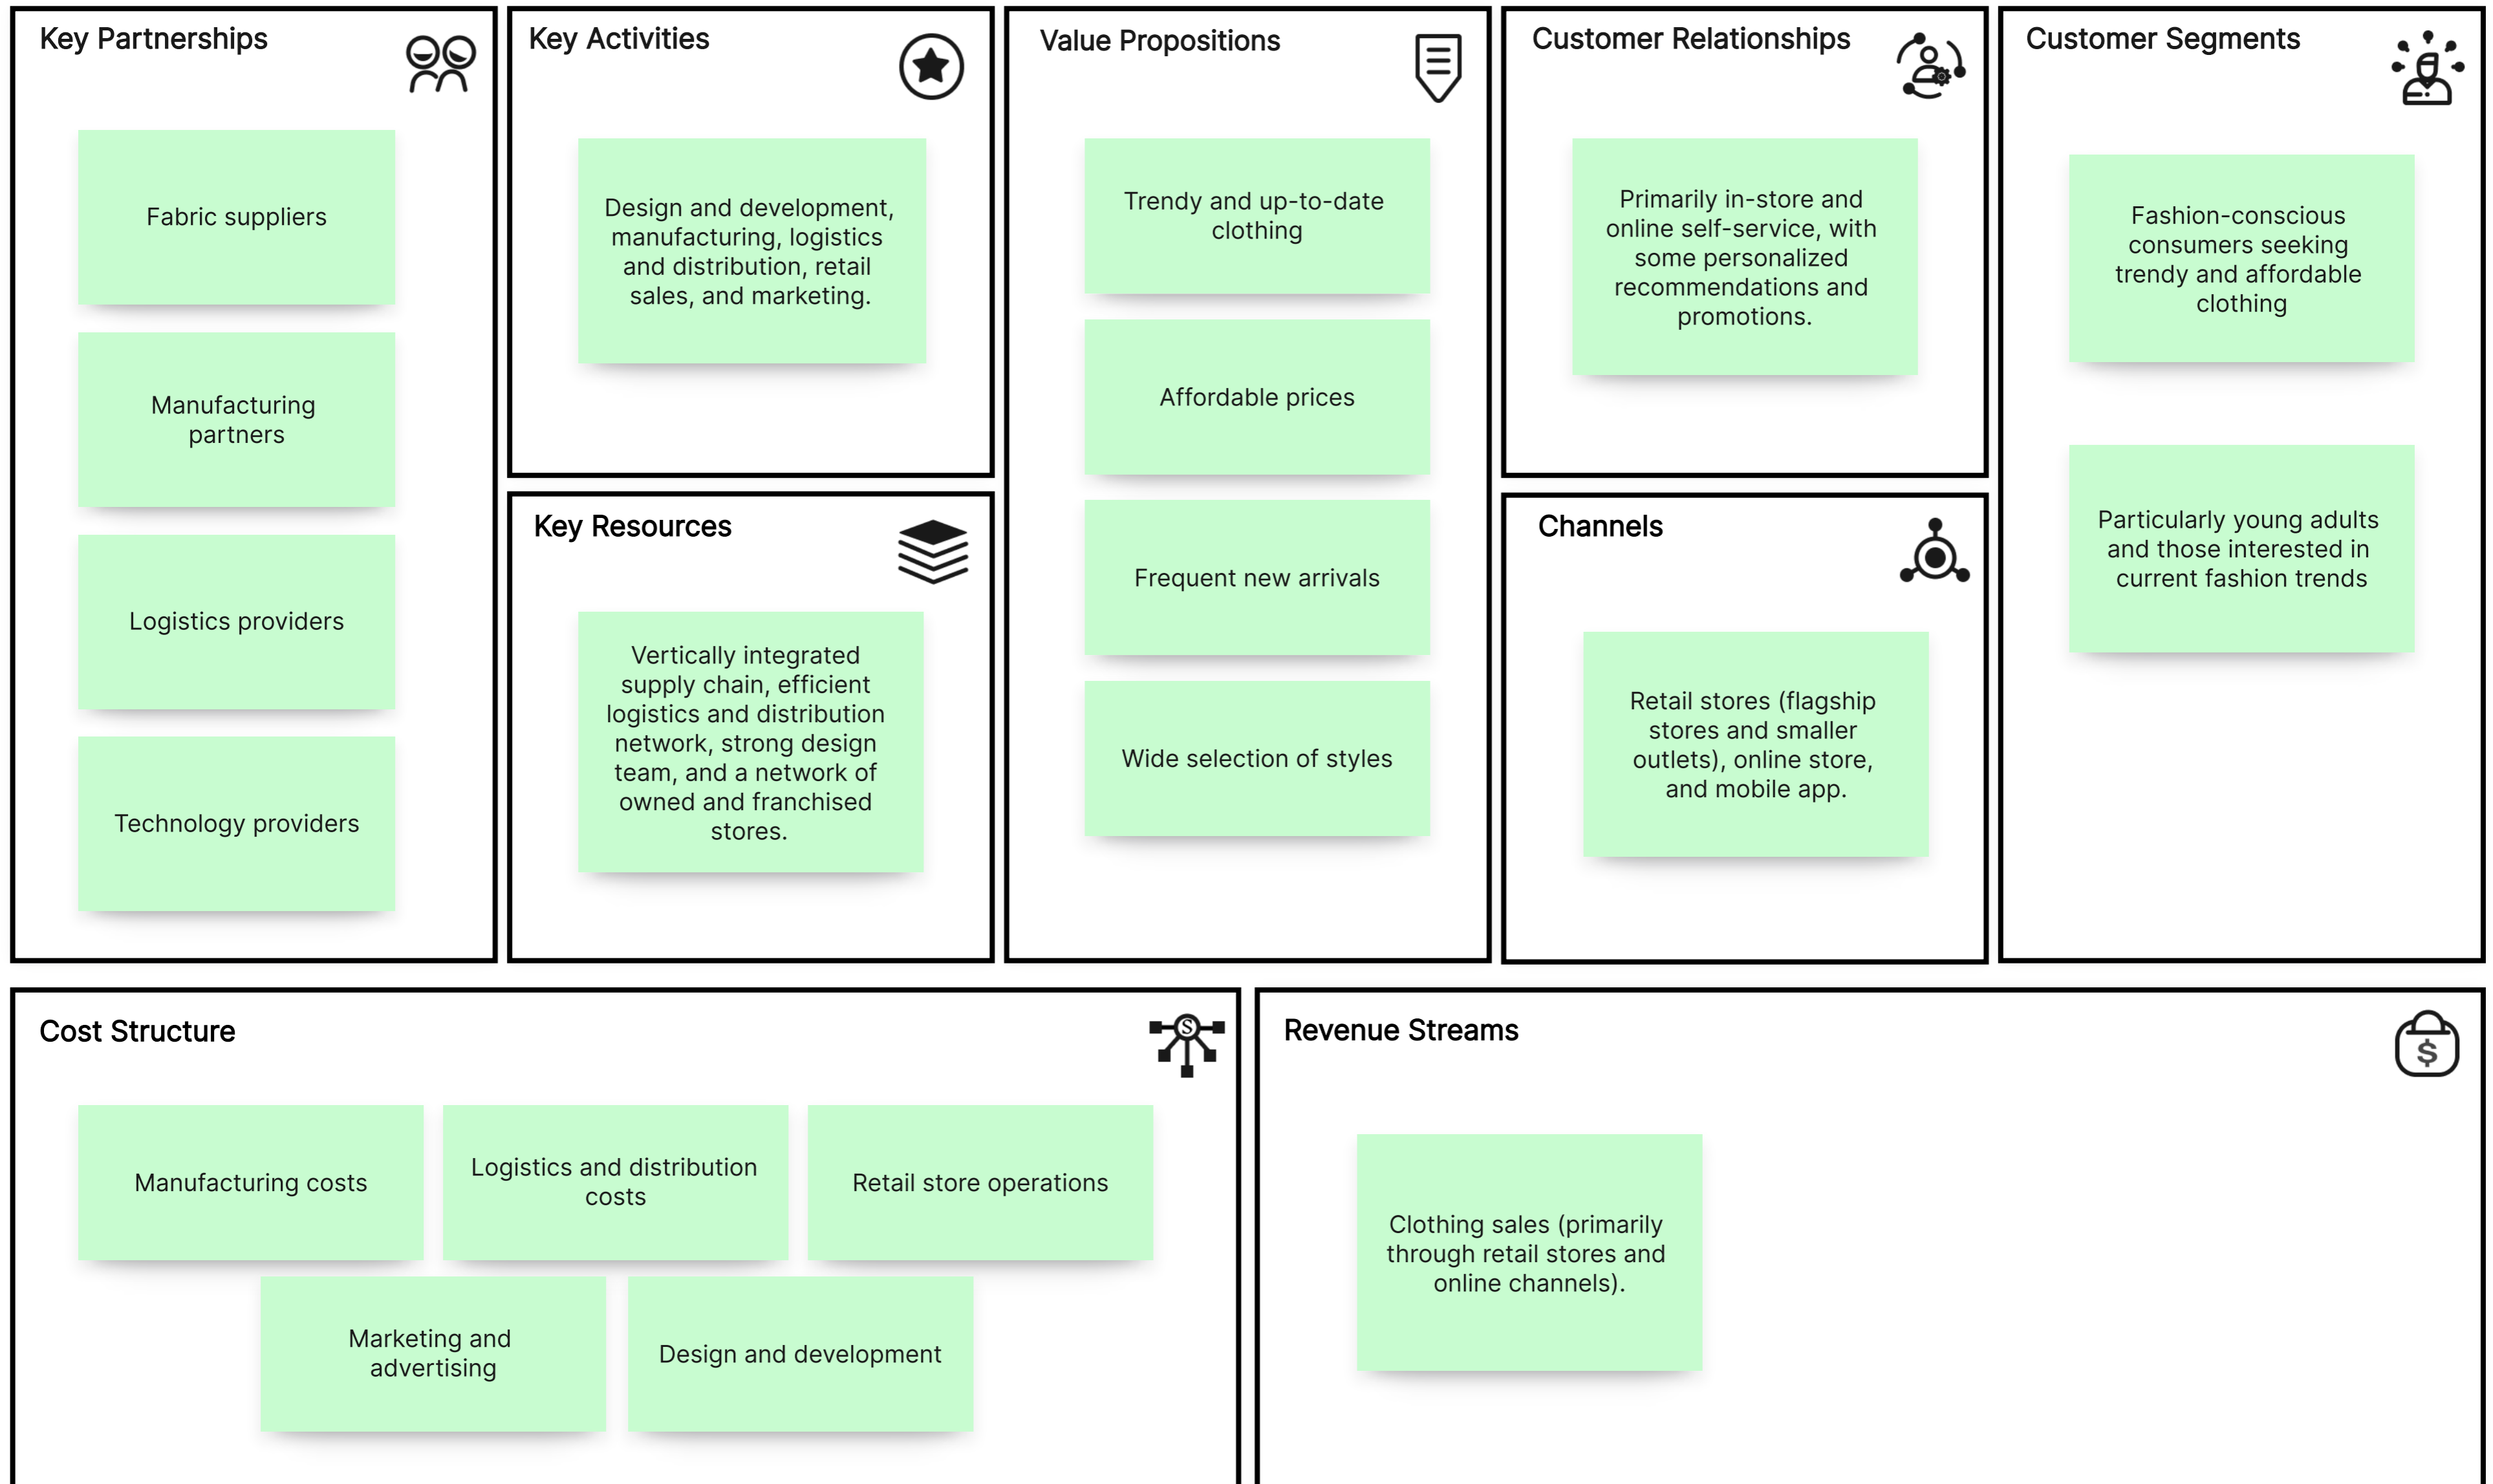 Key Partnerships
Fabric suppliers
Manufacturing
partners
Logistics providers
Technology providers
Key Activities
Design and development,
manufacturing, logistics
and distribution, retail
sales, and marketing.
Key Resources
Vertically integrated
supply chain, efficient
logistics and distribution
network, strong design
team, and a network of
owned and franchised
stores.
Value Propositions
Trendy and up-to-date
clothing
Affordable prices
Frequent new arrivals
Wide selection of styles
Customer Relationships
Primarily in-store and
online self-service, with
some personalized
recommendations and
promotions.
Channels
Retail stores (flagship
stores and smaller
outlets), online store,
and mobile app.
Customer Segments
Fashion-conscious
consumers seeking
trendy and affordable
clothing
Particularly young adults
and those interested in
current fashion trends
Cost Structure
$
Manufacturing costs
Logistics and distribution
costs
Retail store operations
Marketing and
advertising
Design and development
Revenue Streams
$
Clothing sales (primarily
through retail stores and
online channels).